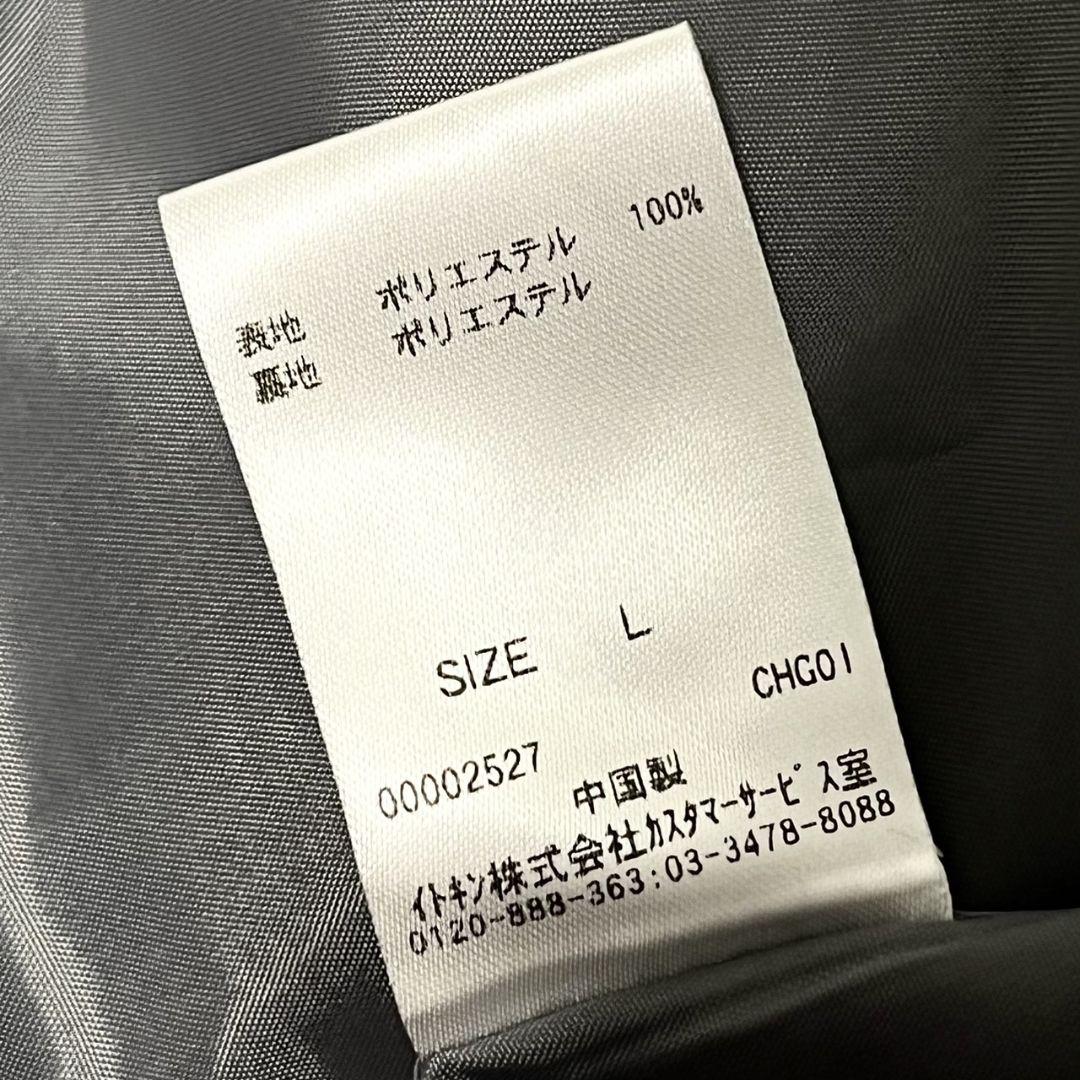 表地 ポリエステル 100%
裏地 ポリエステル
SIZE L
CHG01
00002527 中国製
イトキン株式会社カスタマーサービス室
0120-888-363:03-3478-8088